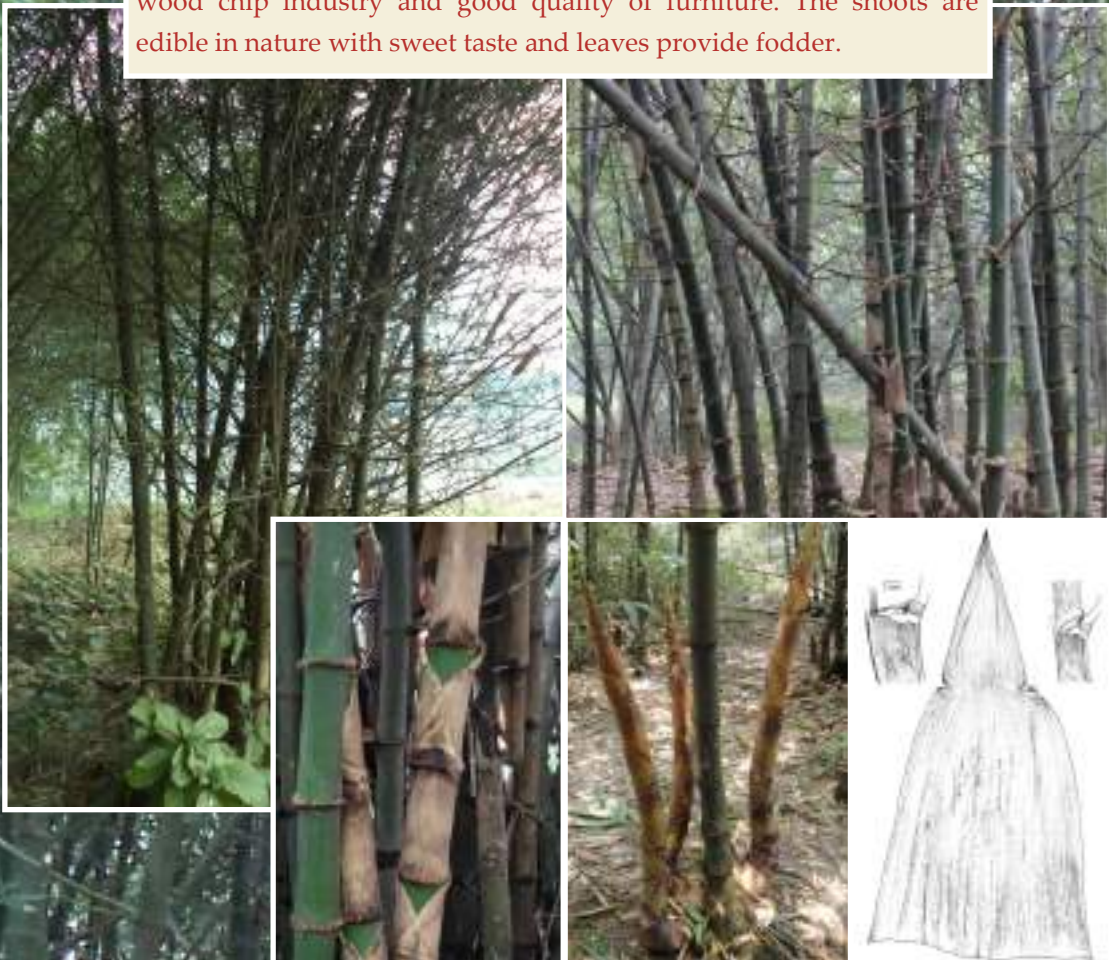 wood chip industry and good quality of furniture. The shoots are
edible in nature with sweet taste and leaves provide fodder.